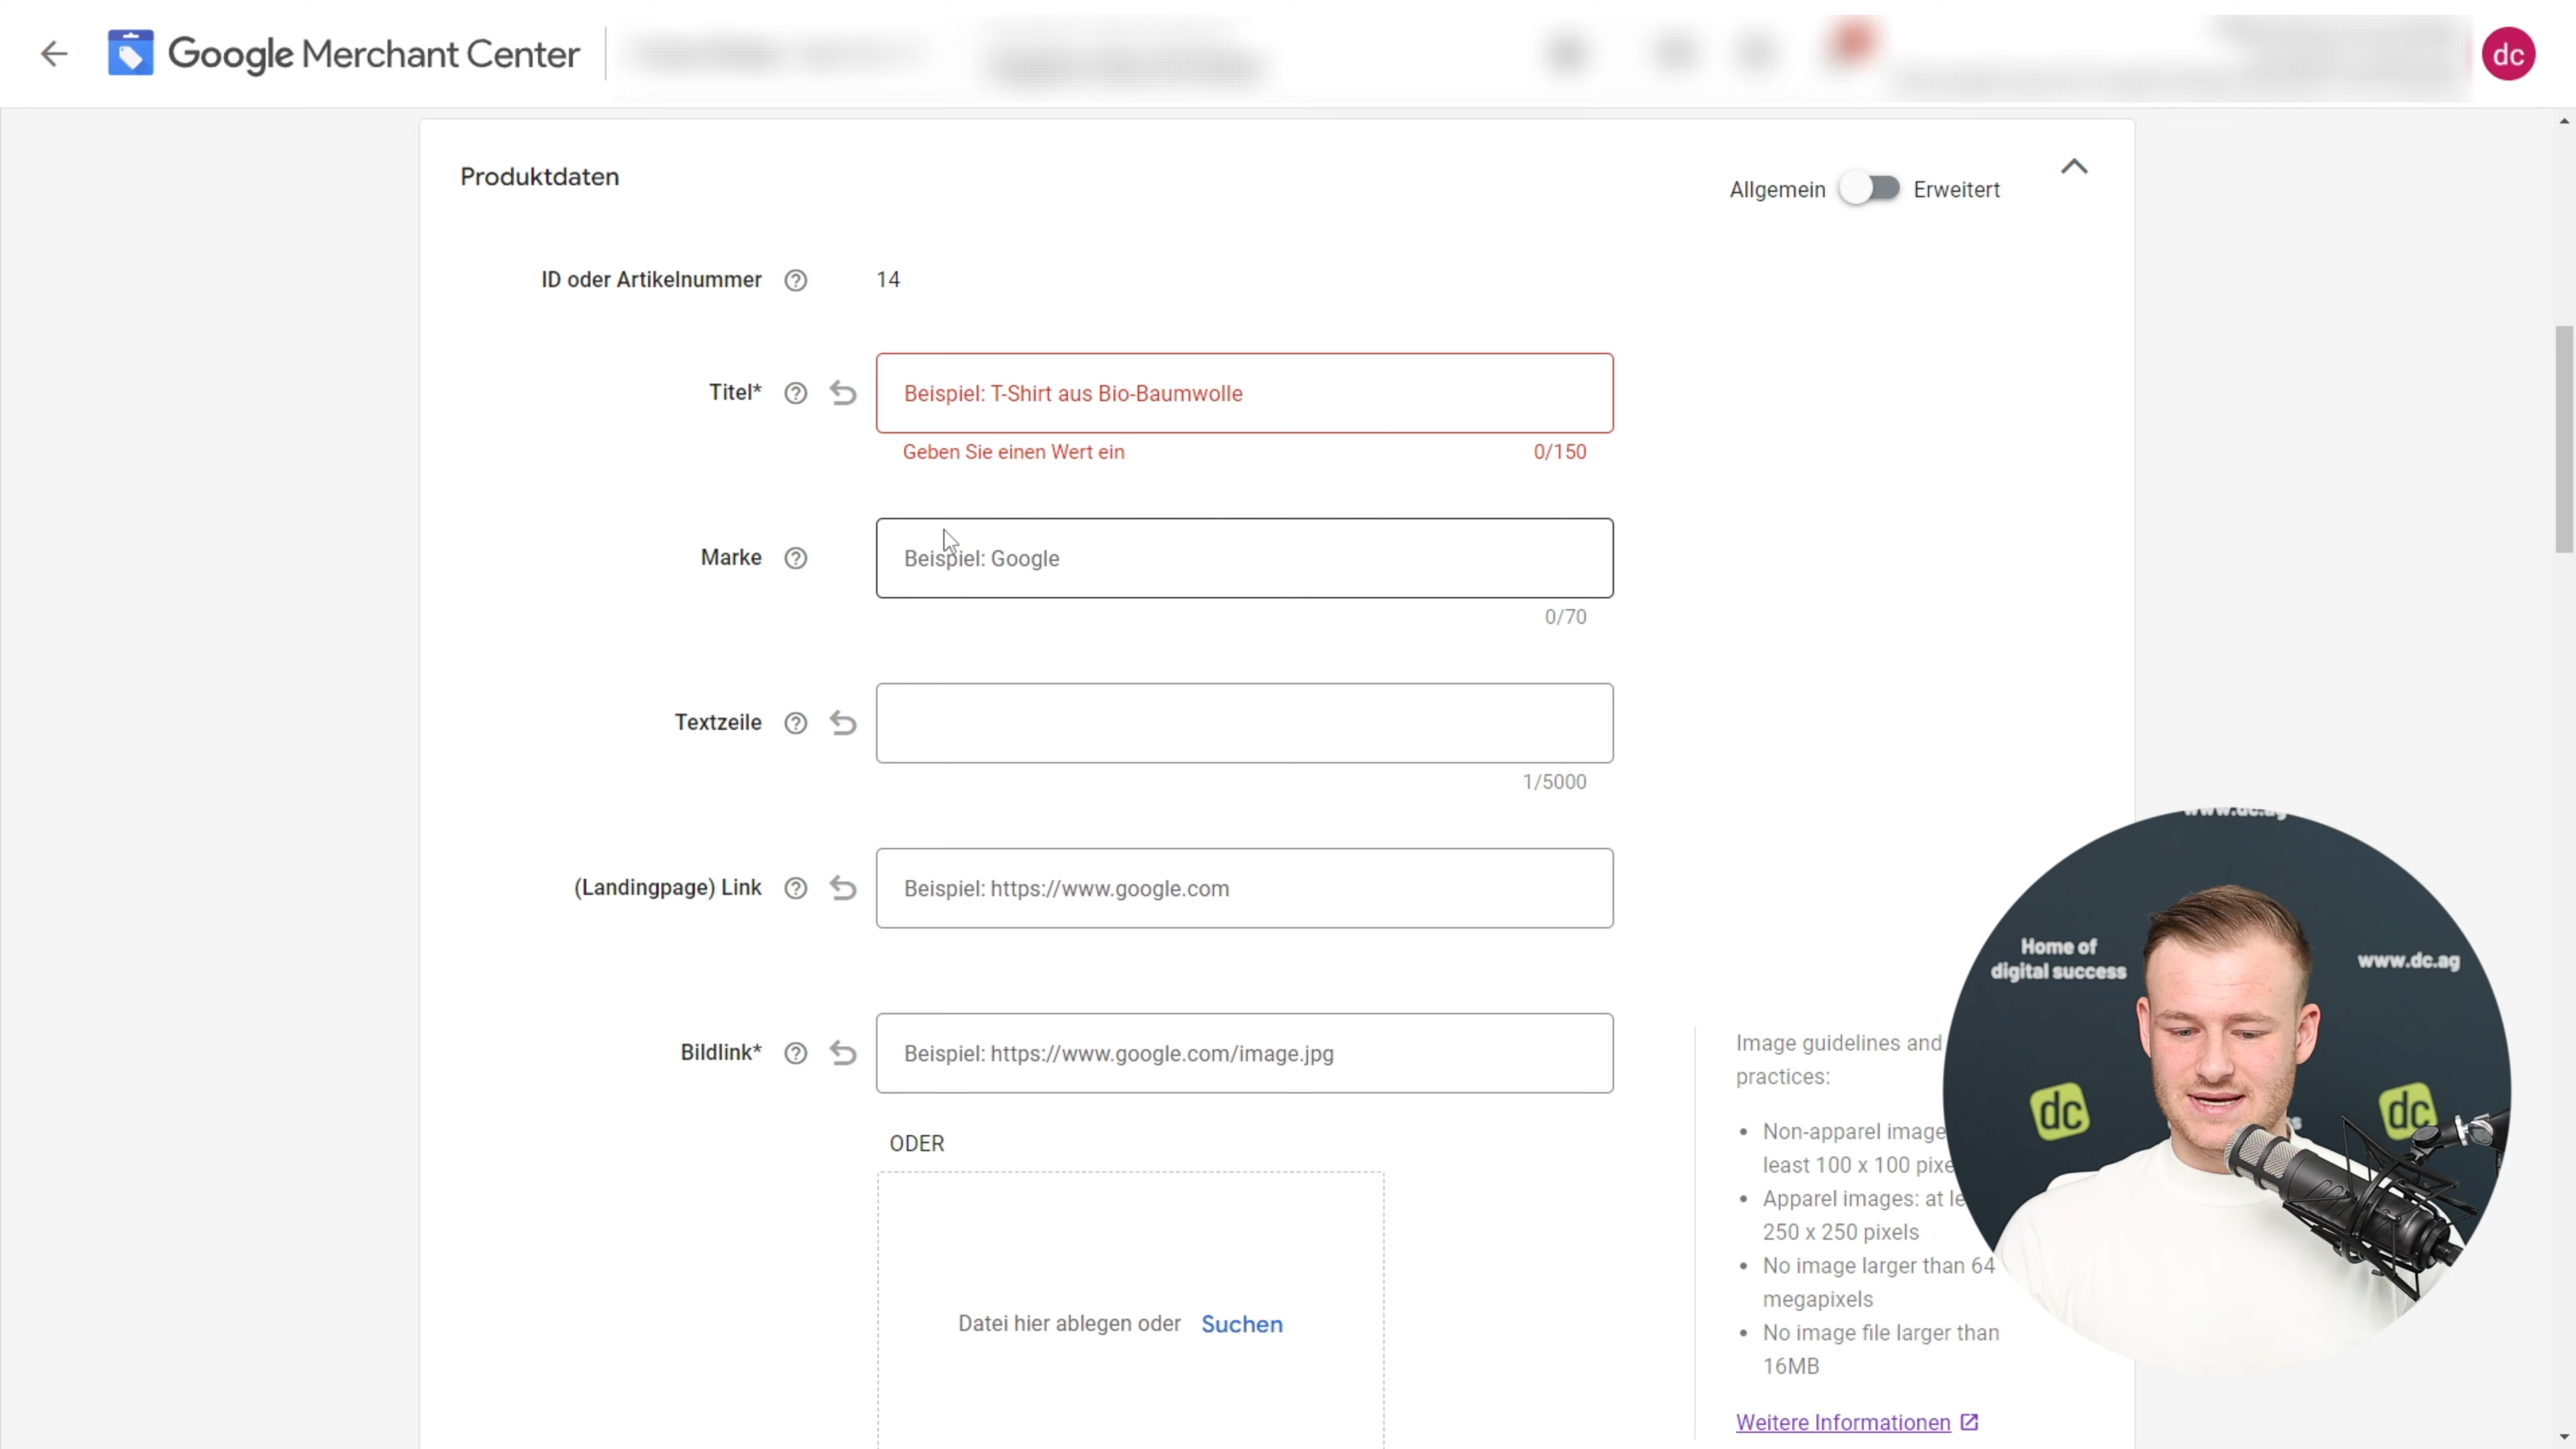 Google Merchant Center
dc
Produktdaten
Allgemein
Erweitert
ID oder Artikelnummer
14
Titel*
Beispiel: T-Shirt aus Bio-Baumwolle
Geben Sie einen Wert ein
0/150
Marke
Beispiel: Google
0/70
Textzeile
1/5000
(Landingpage) Link
Beispiel: https://www.google.com
Bildlink*
Beispiel: https://www.google.com/image.jpg
ODER
Datei hier ablegen oder
Suchen
Image guidelines and
practices:
Non-apparel image
least 100 x 100
Apparel images: at
250 x 250 pixels
No image larger than 64
megapixels
No image file larger than
16MB
Weitere Informationen
www.dc.ag
Home of
digital success
www.dc.ag
dc
dc